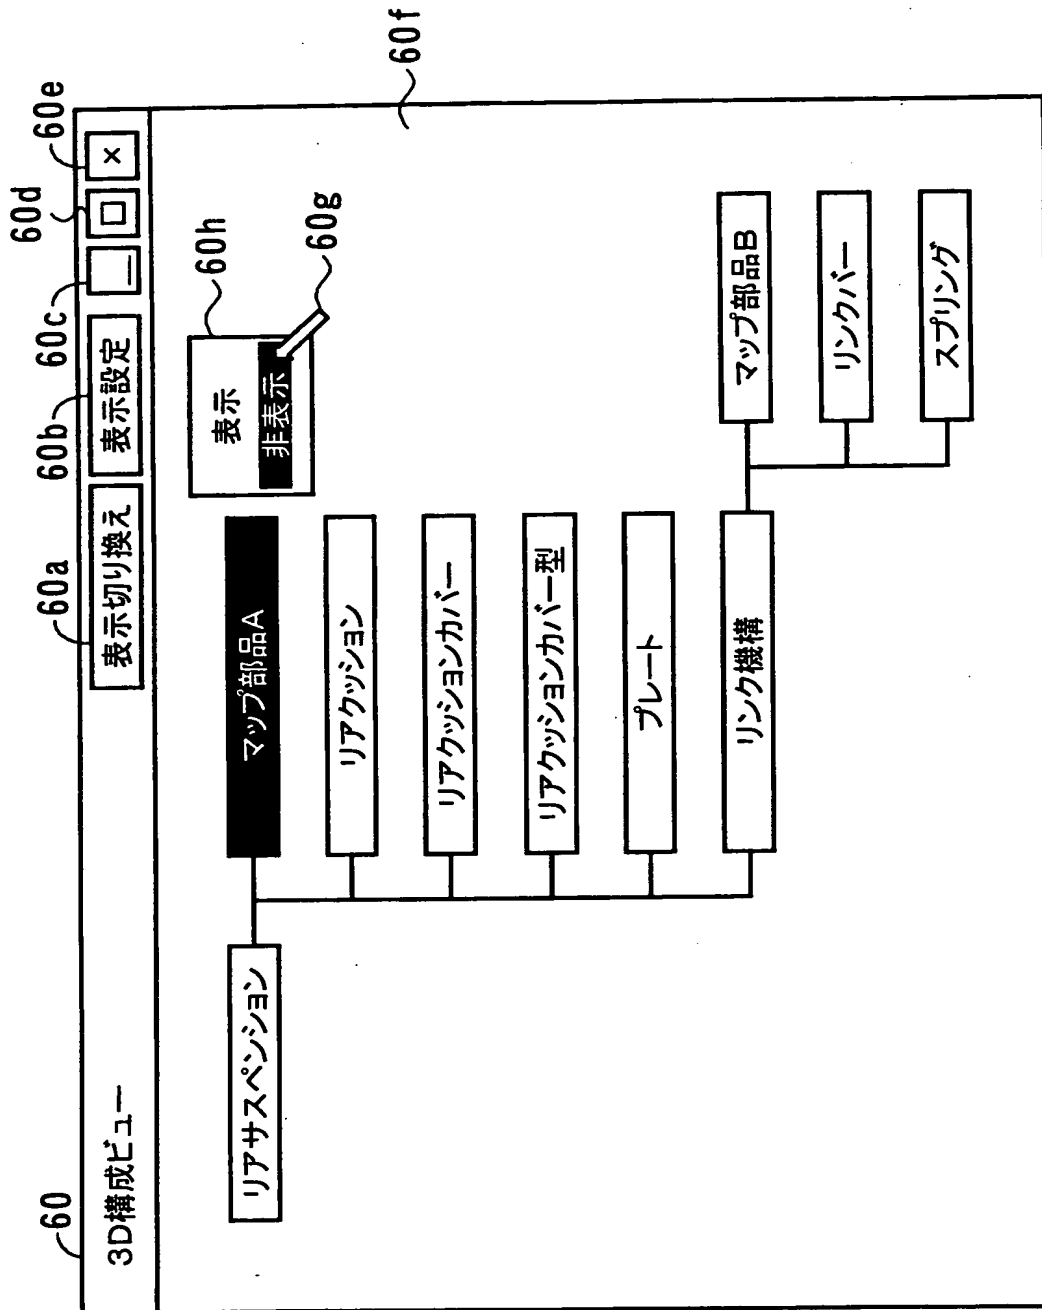 60
60a
60b
60c
60d
60e
3D構成ビュー
表示切り換え
表示設定
×
60f
60h
60g
表示
非表示
リアサスペンション
マップ部品A
リアクッション
リアクッションカバー
リアクッションカバー型
プレート
リンク機構
マップ部品B
リンクバー
スプリング